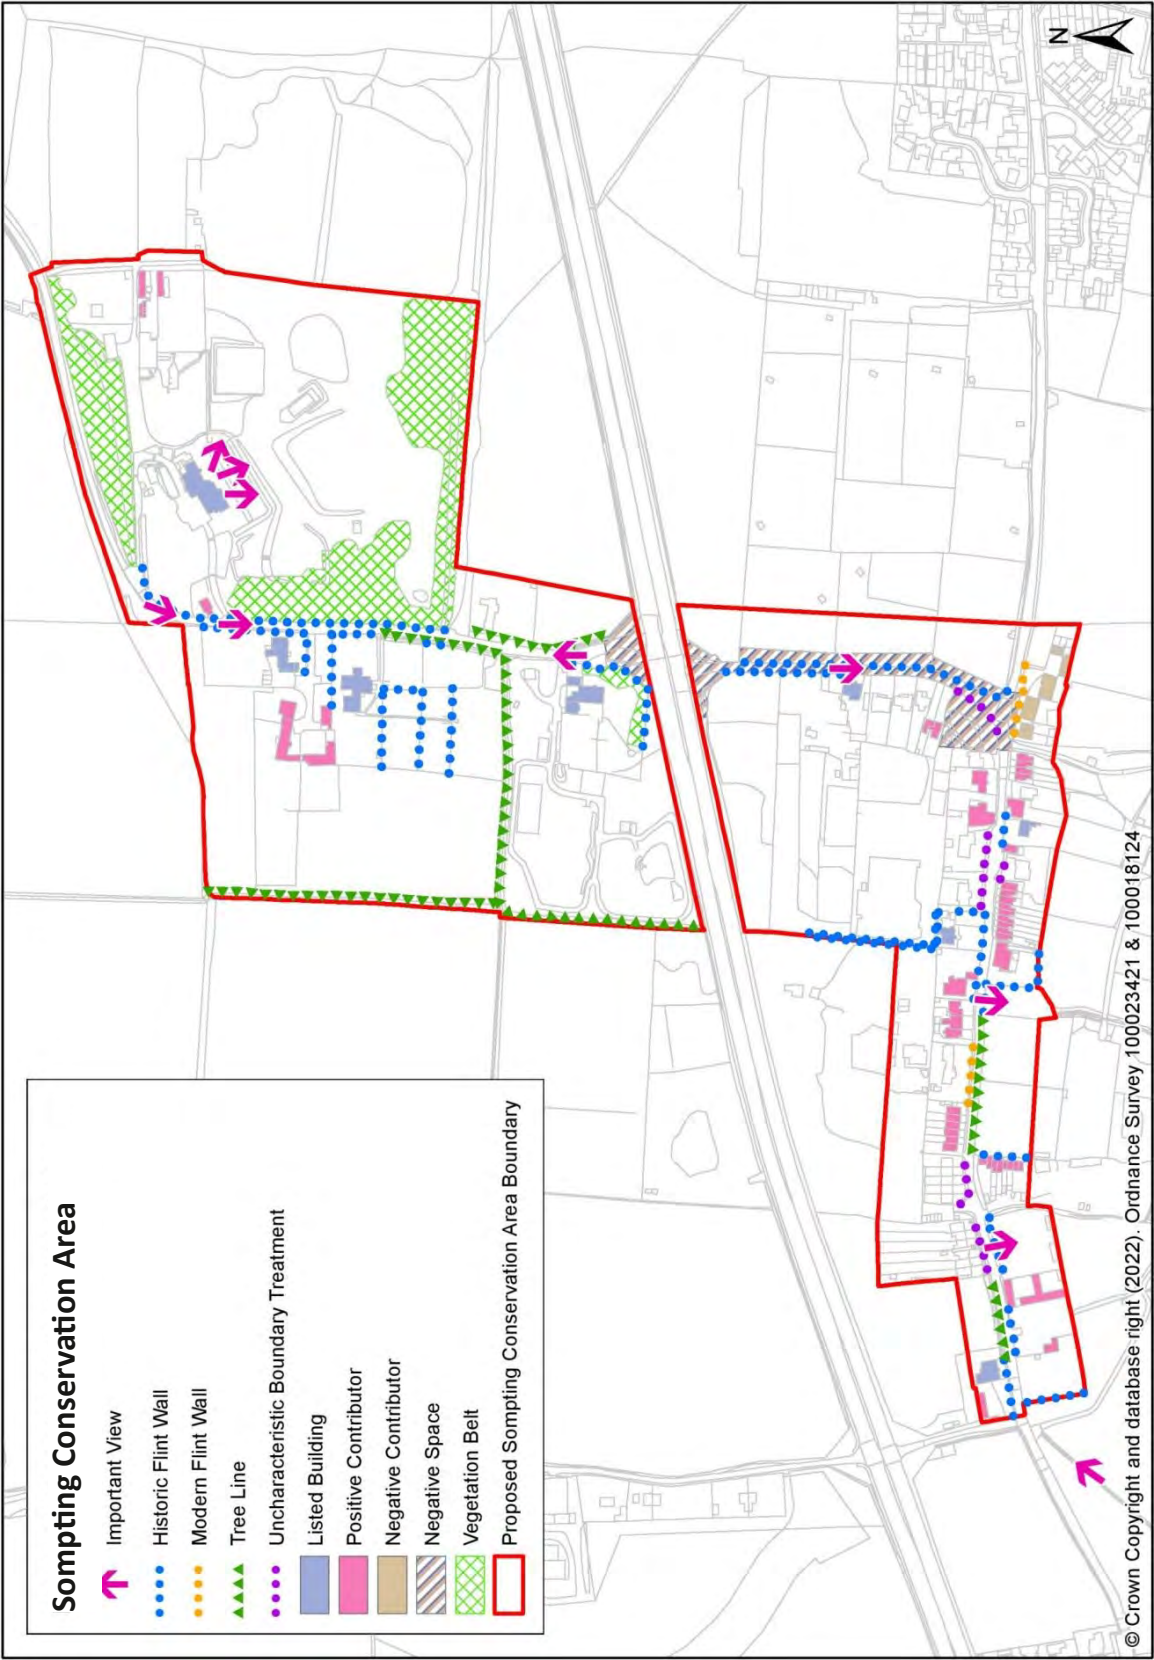 Sompting Conservation Area
Important View
Historic Flint Wall
Modern Flint Wall
Tree Line
Uncharacteristic Boundary Treatment
Listed Building
Positive Contributor
Negative Contributor
Negative Space
Vegetation Belt
Proposed Sompting Conservation Area Boundary
N
© Crown Copyright and database right (2022). Ordnance Survey 100023421 & 100018124